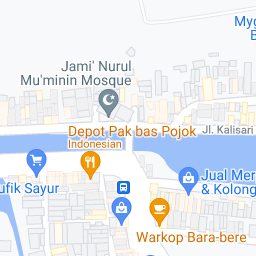 Myg
B
Jami' Nurul
Mu'minin Mosque
Depot Pak bas Pojok
Indonesian
Jl. Kalisari
ufik Sayur
Jual Mer
& Kolong
Warkop Bara-bere